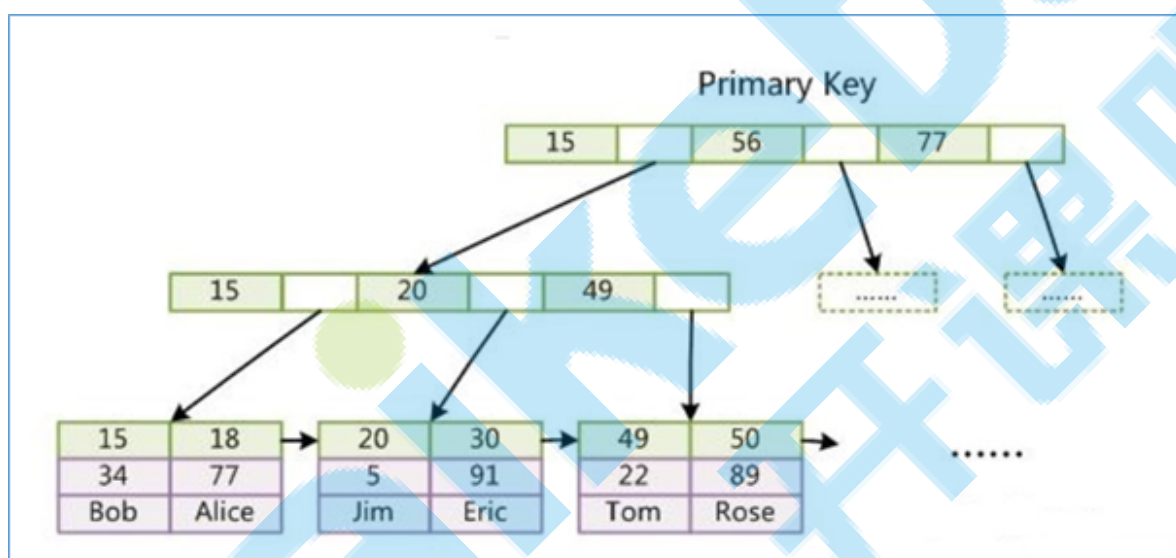 Primary Key
15 56 77
15 20 49
...... ......
15 18 20 30 49 50
34 77 5 91 22 89
Bob Alice Jim Eric Tom Rose
......